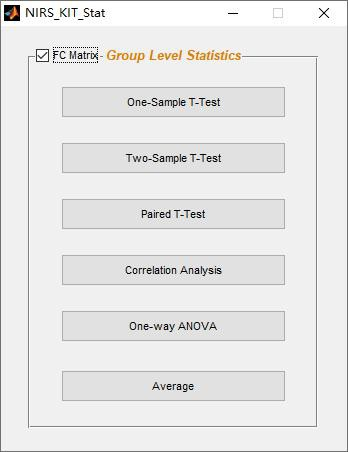 NIRS_KIT_Stat
FC Matrix - Group Level Statistics
One-Sample T-Test
Two-Sample T-Test
Paired T-Test
Correlation Analysis
One-way ANOVA
Average